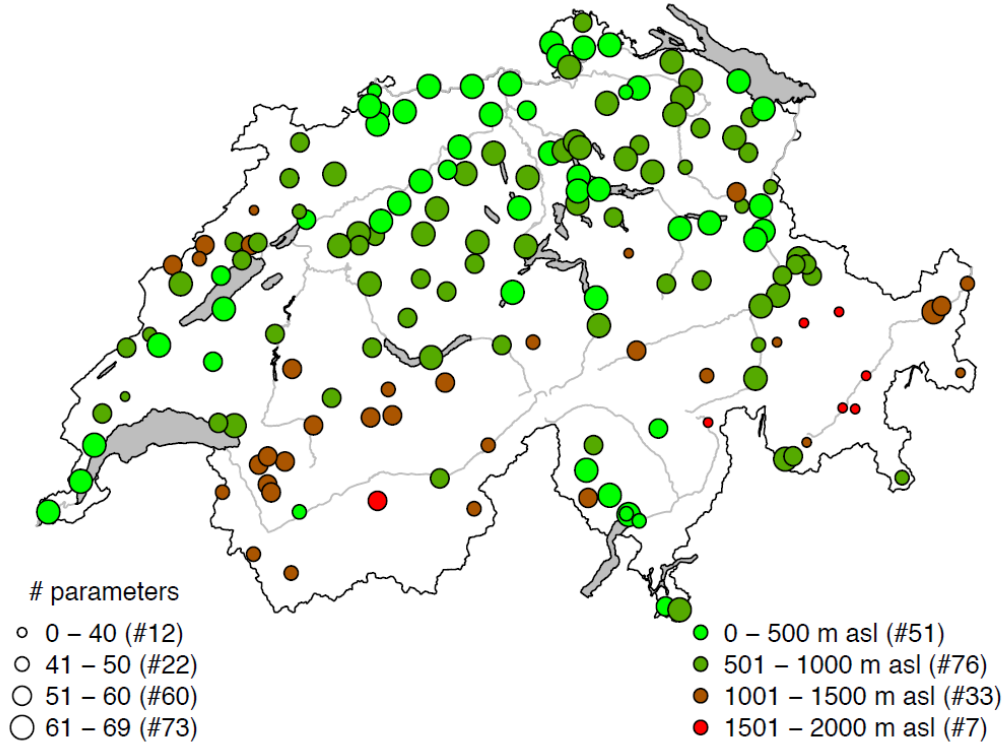 # parameters
0 – 40 (#12)
41 – 50 (#22)
51 – 60 (#60)
61 – 69 (#73)
0 – 500 m asl (#51)
501 – 1000 m asl (#76)
1001 – 1500 m asl (#33)
1501 – 2000 m asl (#7)